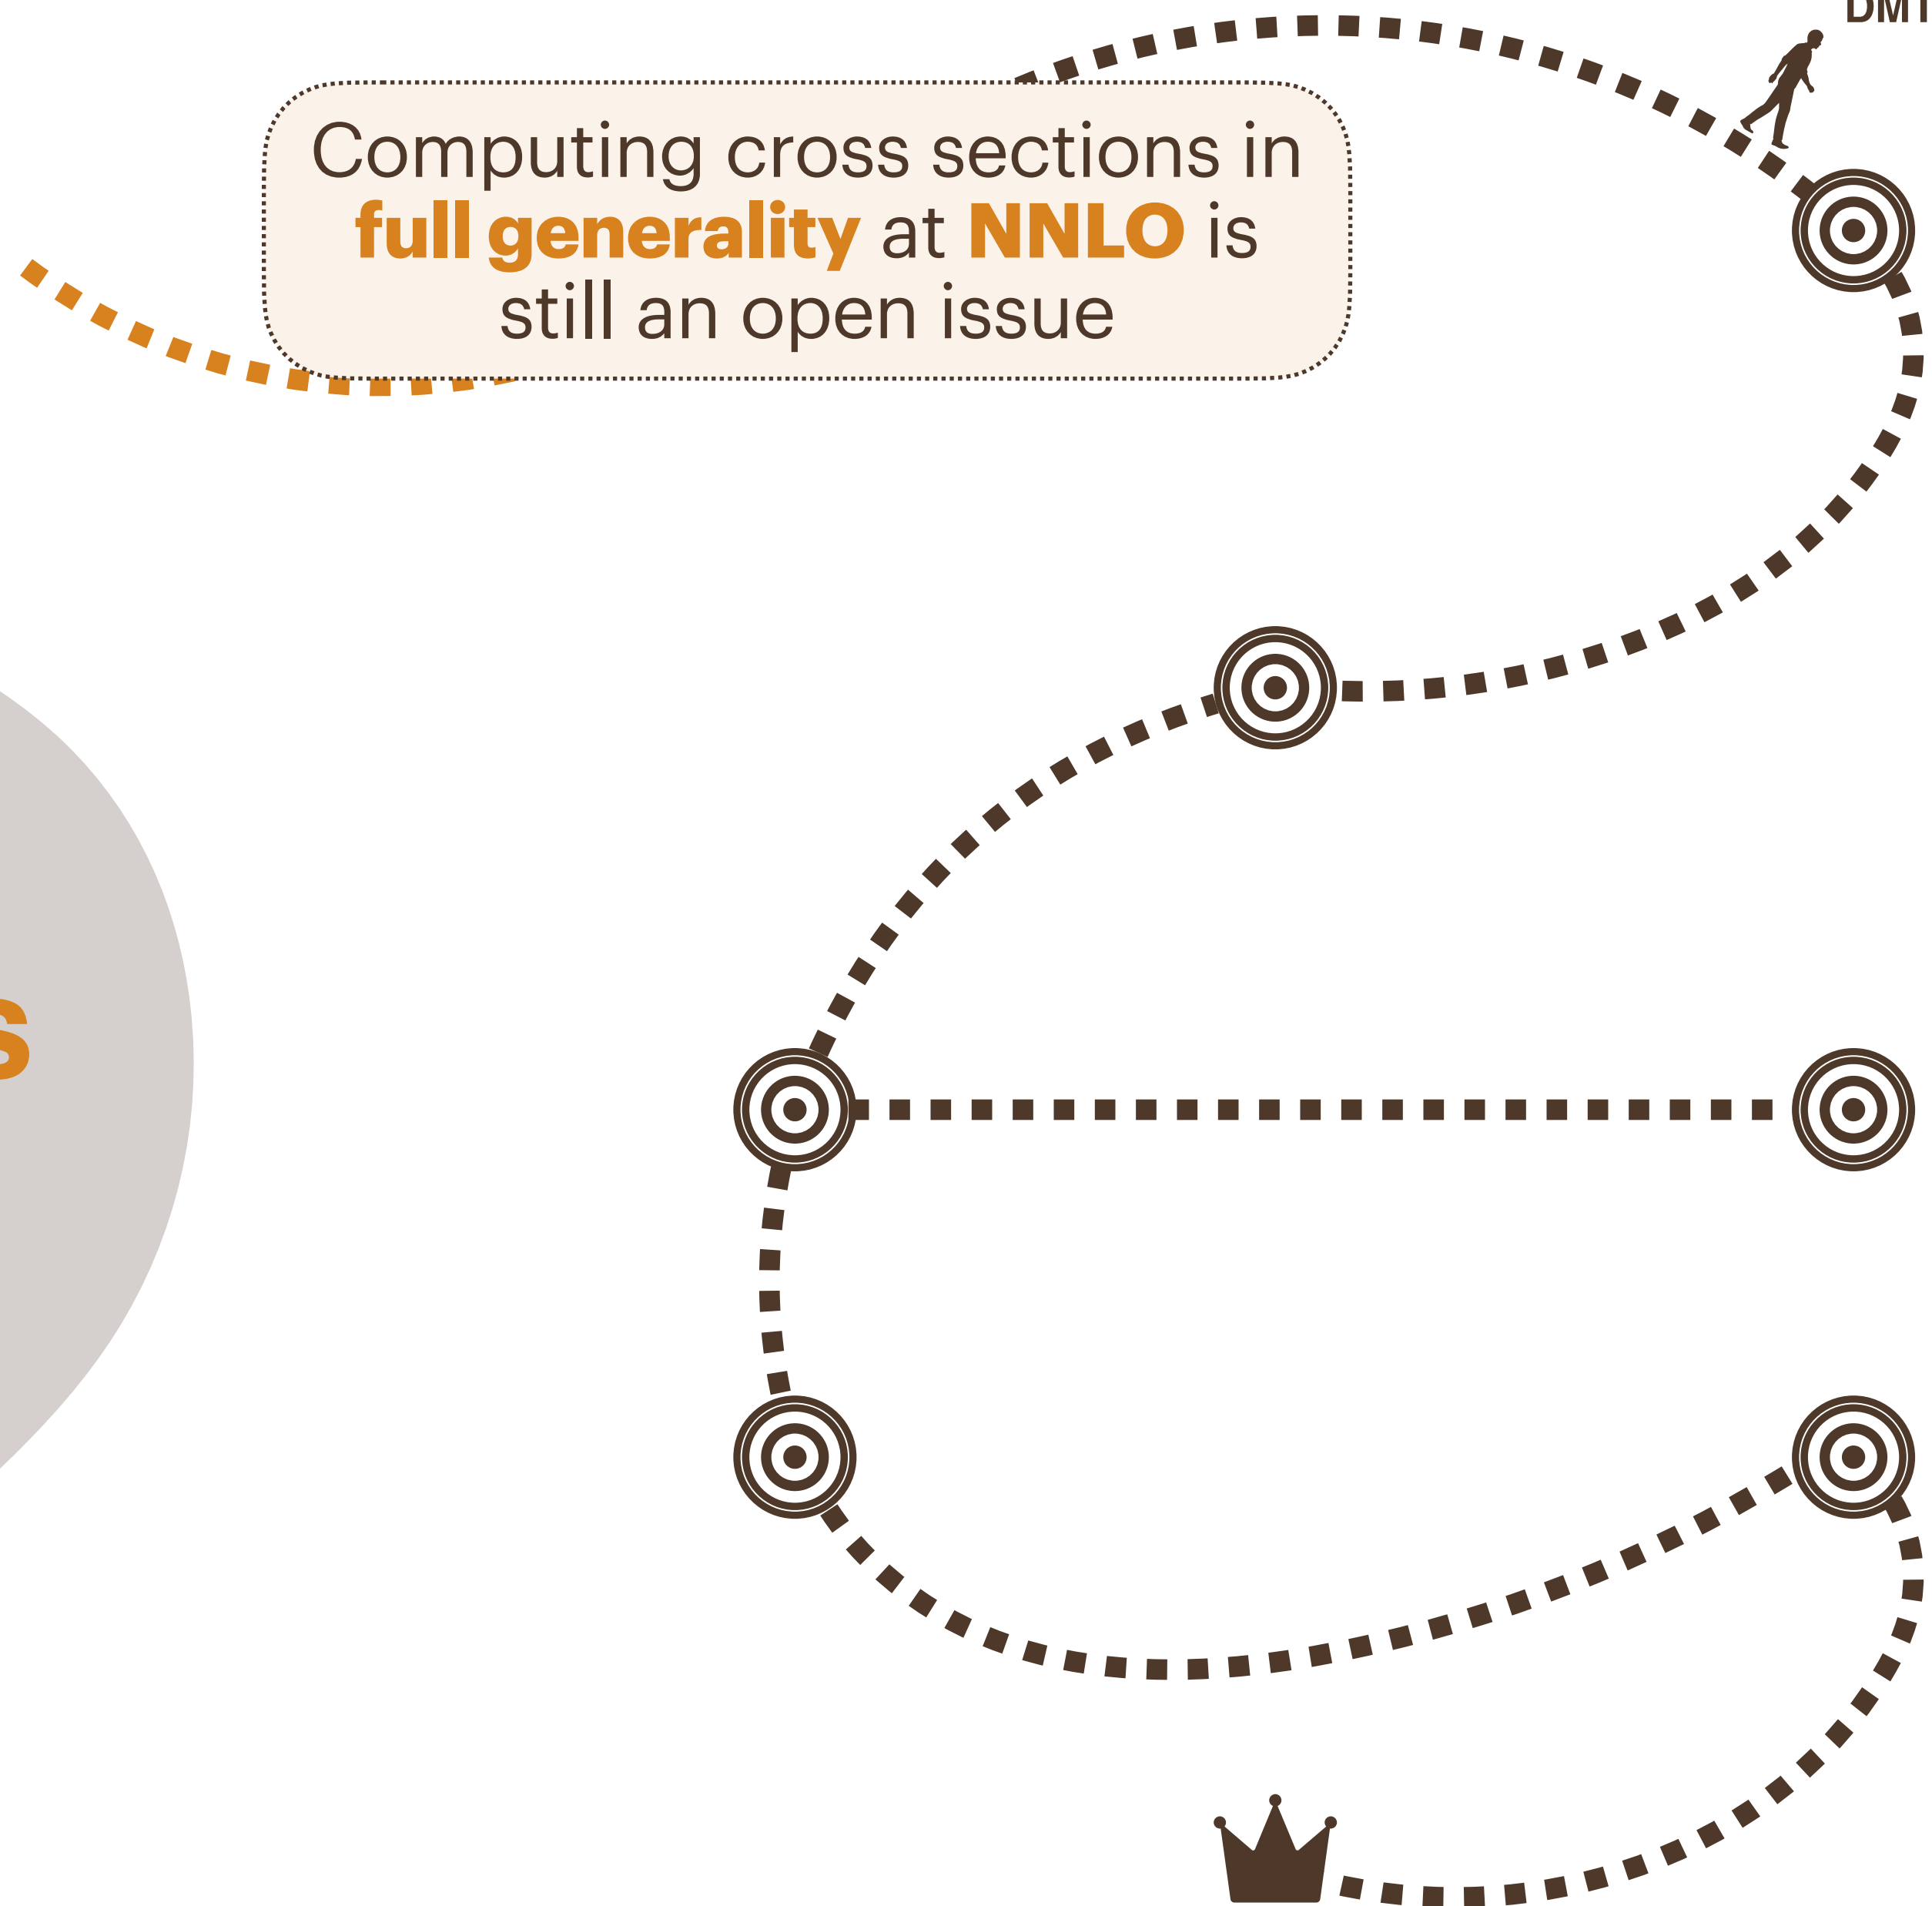 Computing cross sections in
full generality at NNLO is
still an open issue